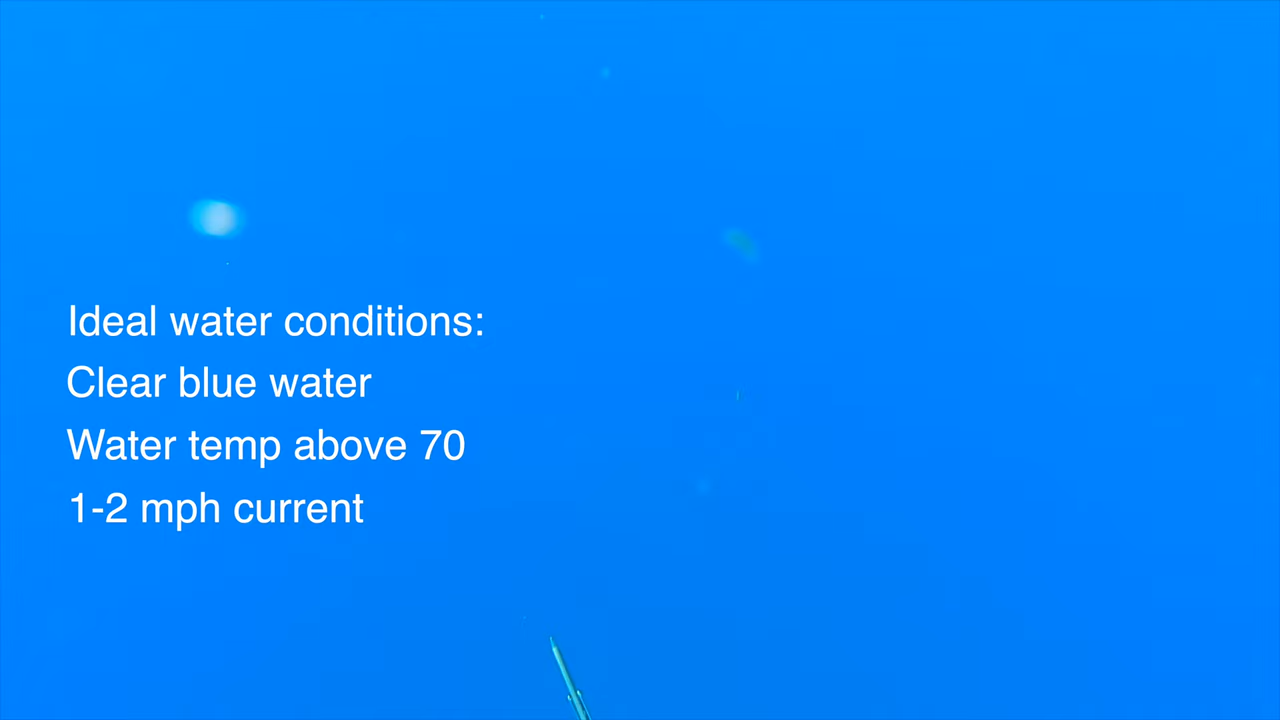 Ideal water conditions:
Clear blue water
Water temp above 70
1-2 mph current